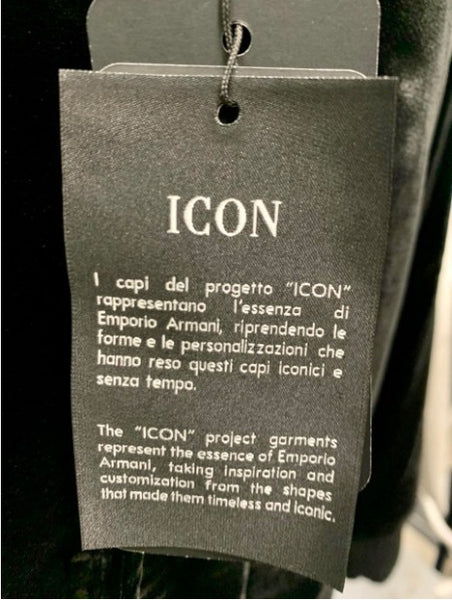 ICON
I capi del progetto "ICON"
rappresentano l'essenza di
Emporio Armani, riprendendo le
forme e le personalizzazioni che
hanno reso questi capi iconici e
senza tempo.
The "ICON" project garments
represent the essence of Emporio
Armani, taking inspiration and
customization from the shapes
that made them timeless and iconic.